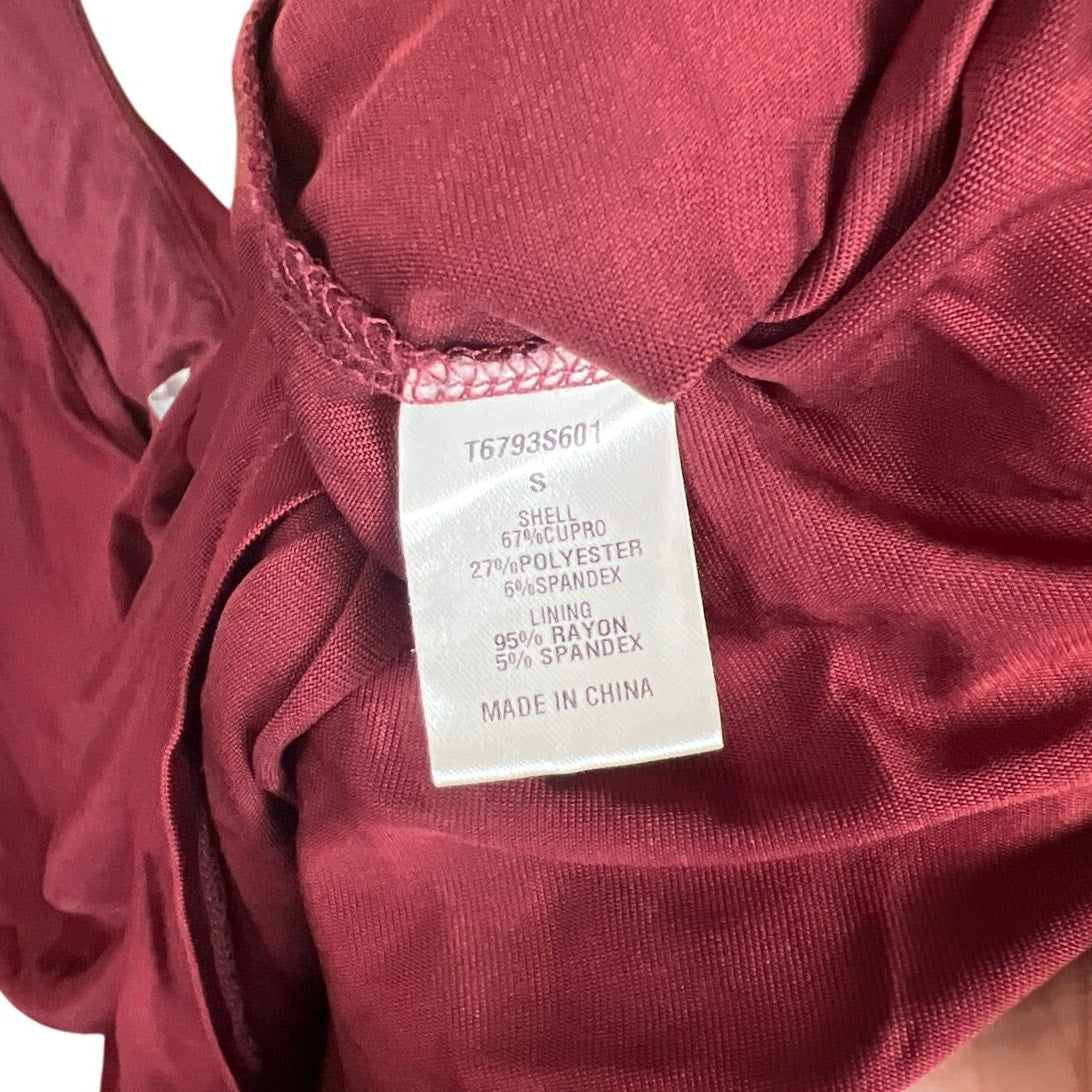 T6793S601
S
SHELL
67%CUPRO
27%POLYESTER
6%SPANDEX
LINING
95% RAYON
5% SPANDEX
MADE IN CHINA